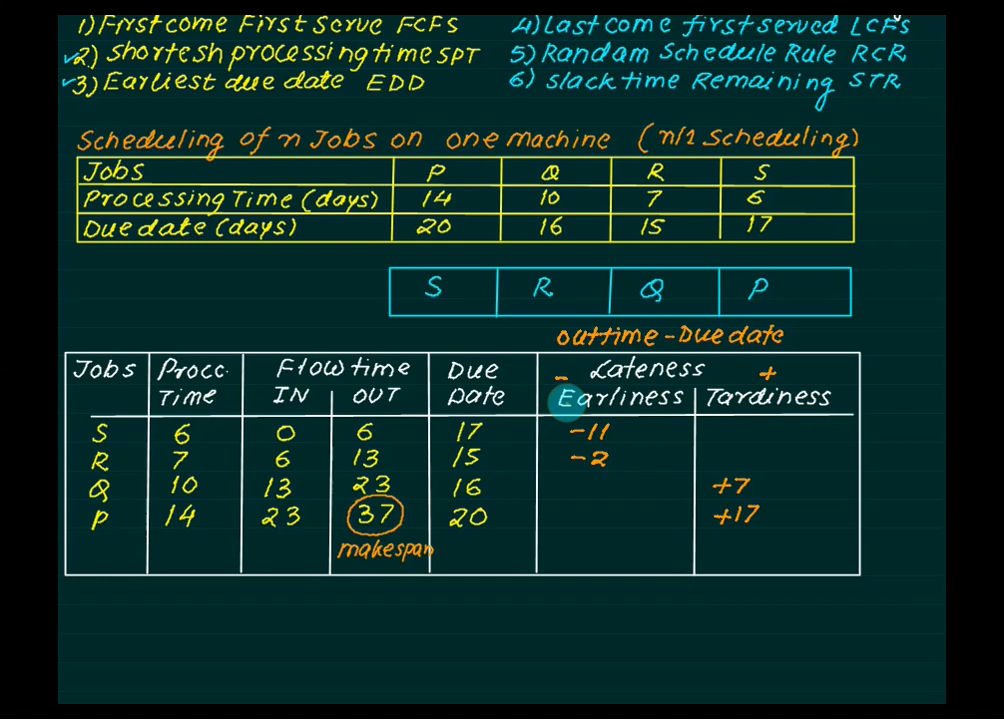 1) First come First Serve FCFS
4) Last come first served LCFS
✓2) Shortesh processing time SPT
5) Randam Schedule Rule RCR
✓3) Earliest due date EDD
6) Slack time Remaining STR
Scheduling of n Jobs on one machine (n/1 Scheduling)
Jobs P Q R S
Processing Time (days) 14 10 7 6
Due date (days) 20 16 15 17
S R Q P
outtime - Due date
Jobs Procc. Flow time Due - Lateness +
Time IN OUT Date Earliness Tardiness
S 6 0 6 17 -11
R 7 6 13 15 -2
Q 10 13 23 16 +7
P 14 23 37 20 +17
makespan